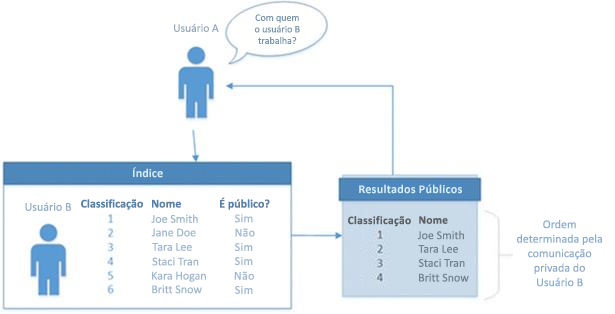 Usuário A
Com quem
o usuário B
trabalha?
Índice
Usuário B
Classificação Nome É público?
1 Joe Smith Sim
2 Jane Doe Não
3 Tara Lee Sim
4 Staci Tran Sim
5 Kara Hogan Não
6 Britt Snow Sim
Resultados Públicos
Classificação Nome
1 Joe Smith
2 Tara Lee
3 Staci Tran
4 Britt Snow
Ordem
determinada pela
comunicação
privada do
Usuário B